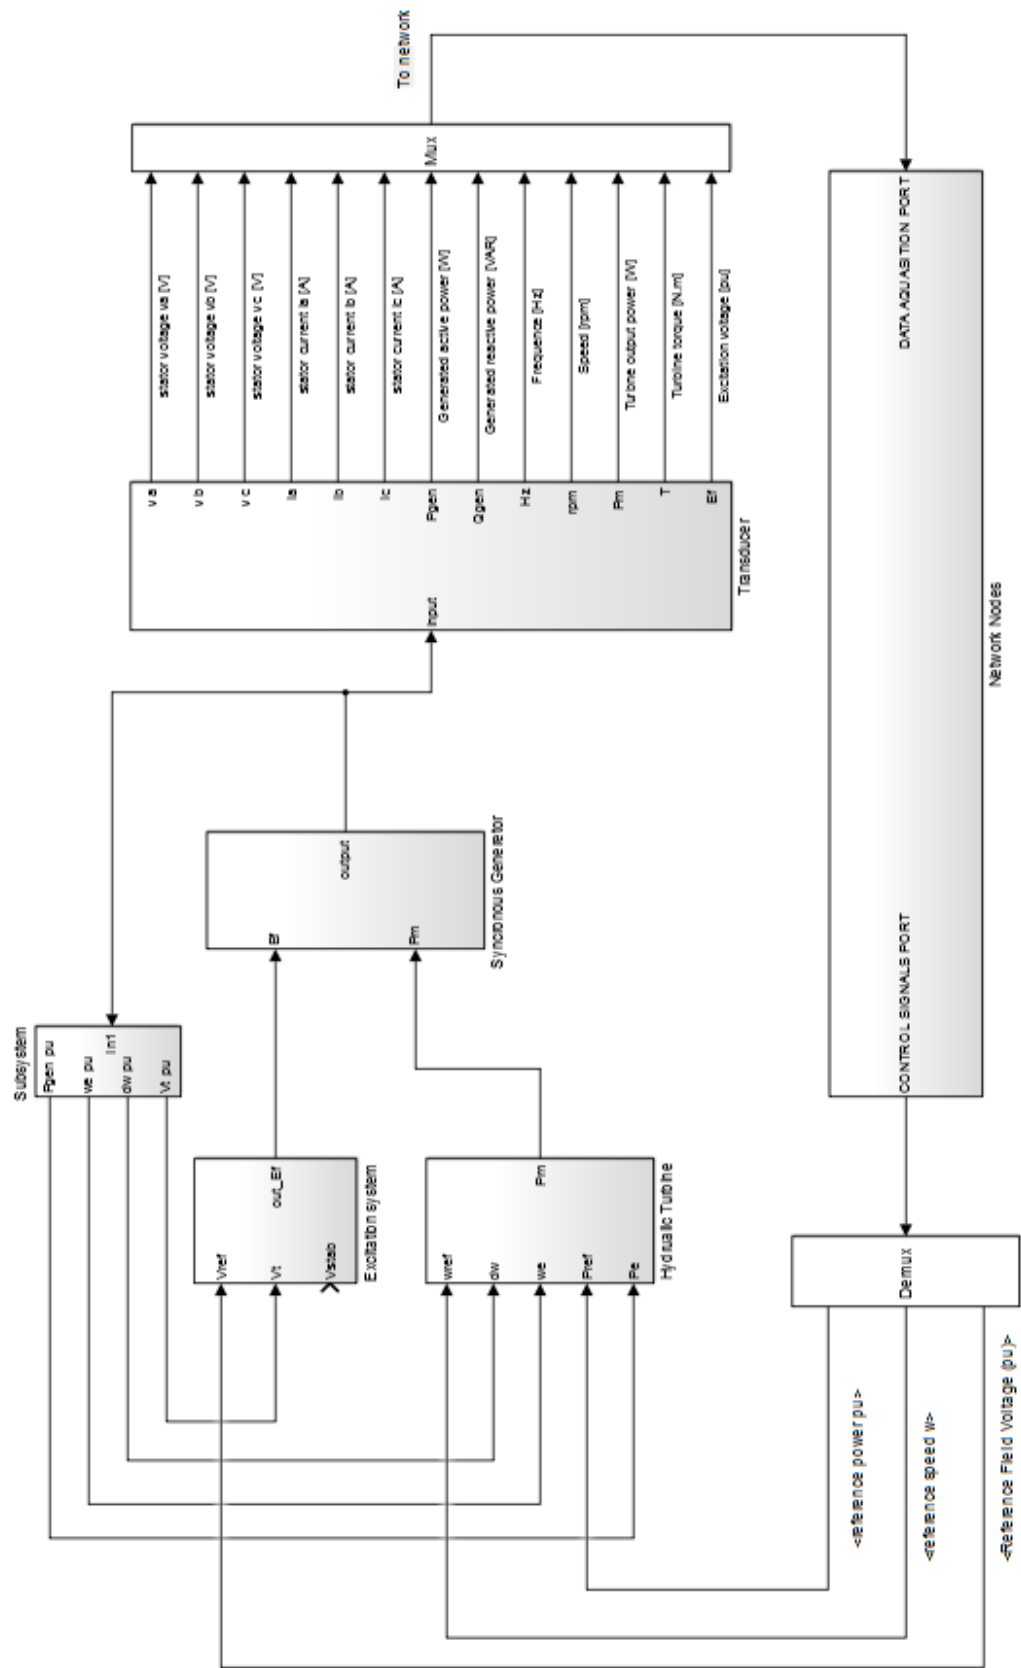 To network
Mux
stator voltage va [V]
stator voltage vb [V]
stator voltage vc [V]
stator current ia [A]
stator current ib [A]
stator current ic [A]
Generated active power [W]
Generated reactive power [VAR]
Frequence [Hz]
Speed [rpm]
Turbine output power [W]
Turbine torque [N.m]
Excitation voltage [pu]
v a
v b
v c
Ia
Ib
Ic
Pgen
Qgen
Hz
rpm
Pm
T
Ef
Input
Transducer
DATA AQUASITION PORT
CONTROL SIGNALS PORT
Network Nodes
output
Ef
Pm
Syncronous Generator
Subsystem
Pgen pu
we pu
dw pu
Vt pu
In1
out_Ef
Vref
Vt
Vstab
Excitation system
Pm
wref
dw
we
Pref
Pe
Hydrualic Turbine
Demux
<reference power pu>
<reference speed w>
<Reference Field Voltage (pu)>